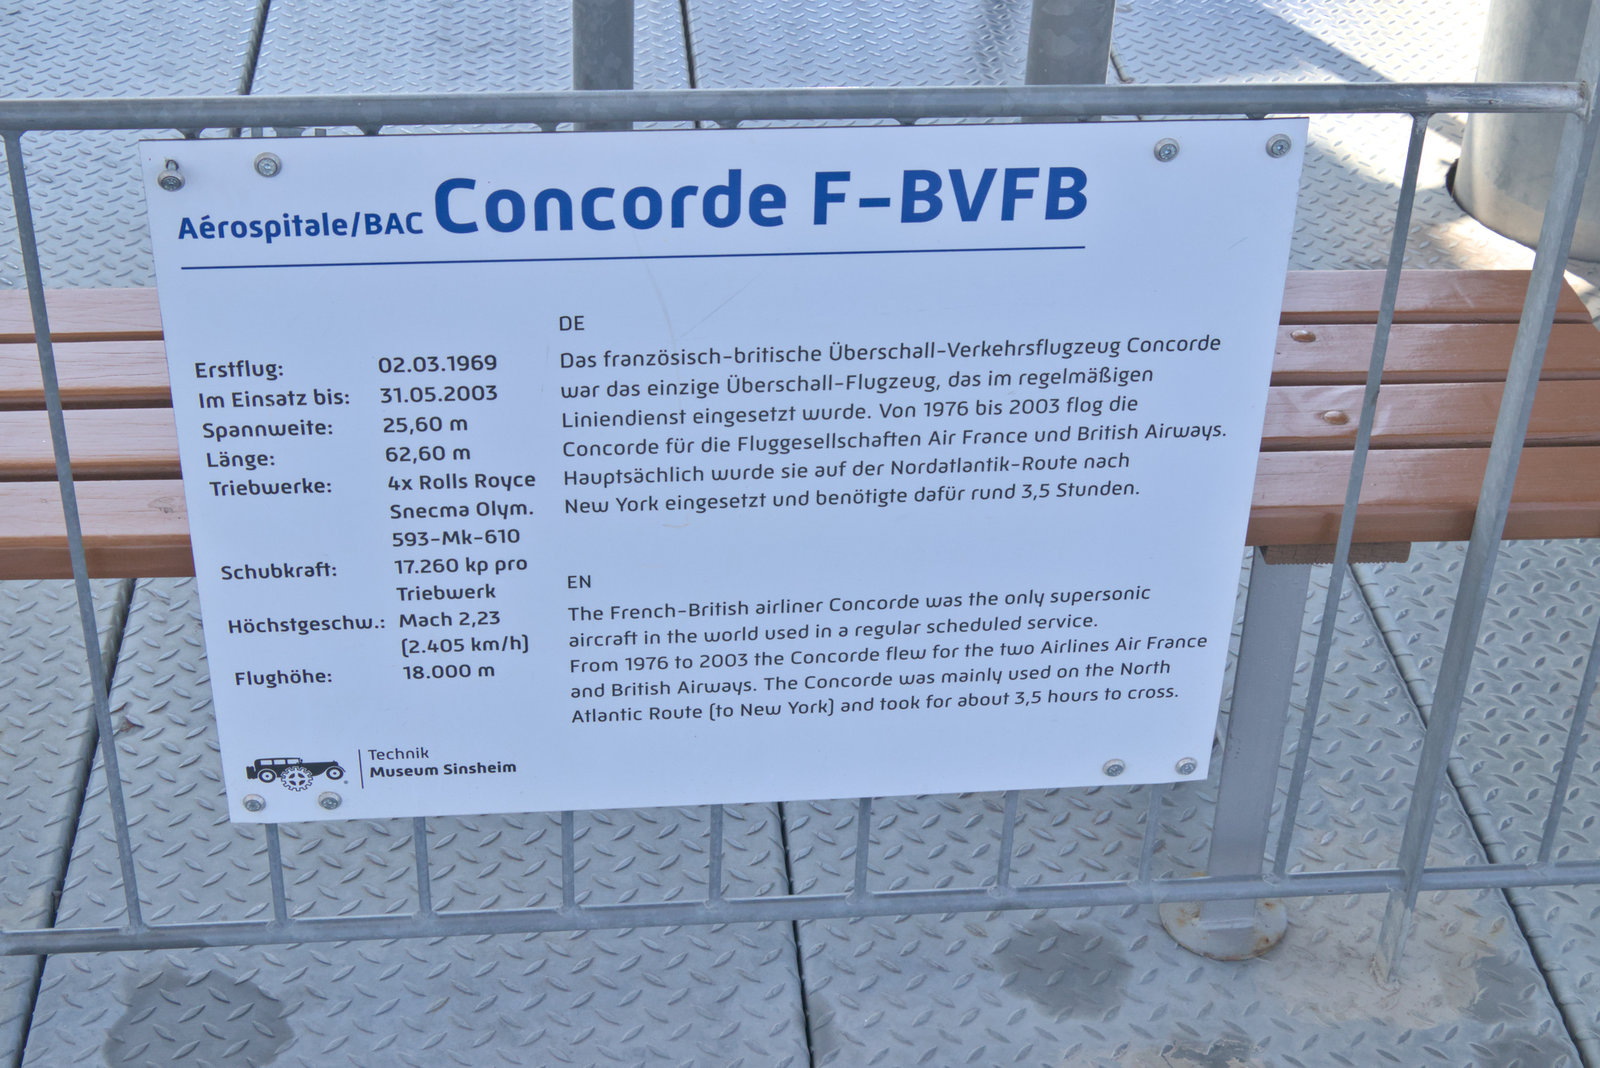 Aérospitale/BAC Concorde F-BVFB
Erstflug: 02.03.1969
Im Einsatz bis: 31.05.2003
Spannweite: 25,60 m
Länge: 62,60 m
Triebwerke: 4x Rolls Royce
Snecma Olym.
593-Mk-610
Schubkraft: 17.260 kp pro
Triebwerk
Höchstgeschw.: Mach 2,23
(2.405 km/h)
Flughöhe: 18.000 m
DE
Das französisch-britische Überschall-Verkehrsflugzeug Concorde
war das einzige Überschall-Flugzeug, das im regelmäßigen
Liniendienst eingesetzt wurde. Von 1976 bis 2003 flog die
Concorde für die Fluggesellschaften Air France und British Airways.
Hauptsächlich wurde sie auf der Nordatlantik-Route nach
New York eingesetzt und benötigte dafür rund 3,5 Stunden.
EN
The French-British airliner Concorde was the only supersonic
aircraft in the world used in a regular scheduled service.
From 1976 to 2003 the Concorde flew for the two Airlines Air France
and British Airways. The Concorde was mainly used on the North
Atlantic Route (to New York) and took for about 3,5 hours to cross.
Technik
Museum Sinsheim